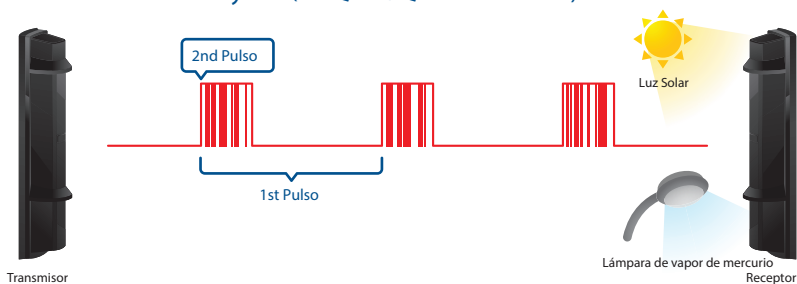 2nd Pulso
Luz Solar
1st Pulso
Lámpara de vapor de mercurio
Transmisor
Receptor